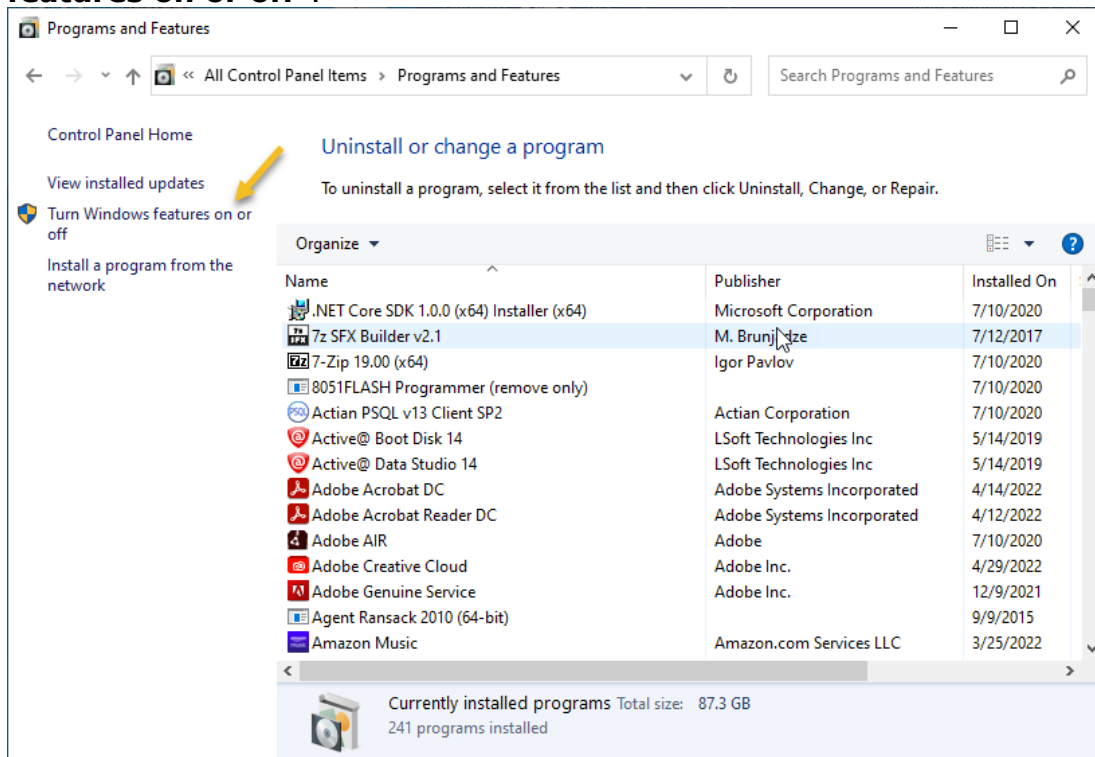 features on or off
Programs and Features
« All Control Panel Items > Programs and Features
Search Programs and Features
Control Panel Home
View installed updates
Turn Windows features on or
off
Install a program from the
network
Uninstall or change a program
To uninstall a program, select it from the list and then click Uninstall, Change, or Repair.
Organize
Name Publisher Installed On
.NET Core SDK 1.0.0 (x64) Installer (x64) Microsoft Corporation 7/10/2020
7z SFX Builder v2.1 M. 7/12/2017
7-Zip 19.00 (x64) Igor Pavlov 7/10/2020
8051FLASH Programmer (remove only) 7/10/2020
Actian PSQL v13 Client SP2 Actian Corporation 7/10/2020
Active@ Boot Disk 14 LSoft Technologies Inc 5/14/2019
Active@ Data Studio 14 LSoft Technologies Inc 5/14/2019
Adobe Acrobat DC Adobe Systems Incorporated 4/14/2022
Adobe Acrobat Reader DC Adobe Systems Incorporated 4/12/2022
Adobe AIR Adobe 7/10/2020
Adobe Creative Cloud Adobe Inc. 4/29/2022
Adobe Genuine Service Adobe Inc. 12/9/2021
Agent Ransack 2010 (64-bit) 9/9/2015
Amazon Music Amazon.com Services LLC 3/25/2022
Currently installed programs Total size: 87.3 GB
241 programs installed